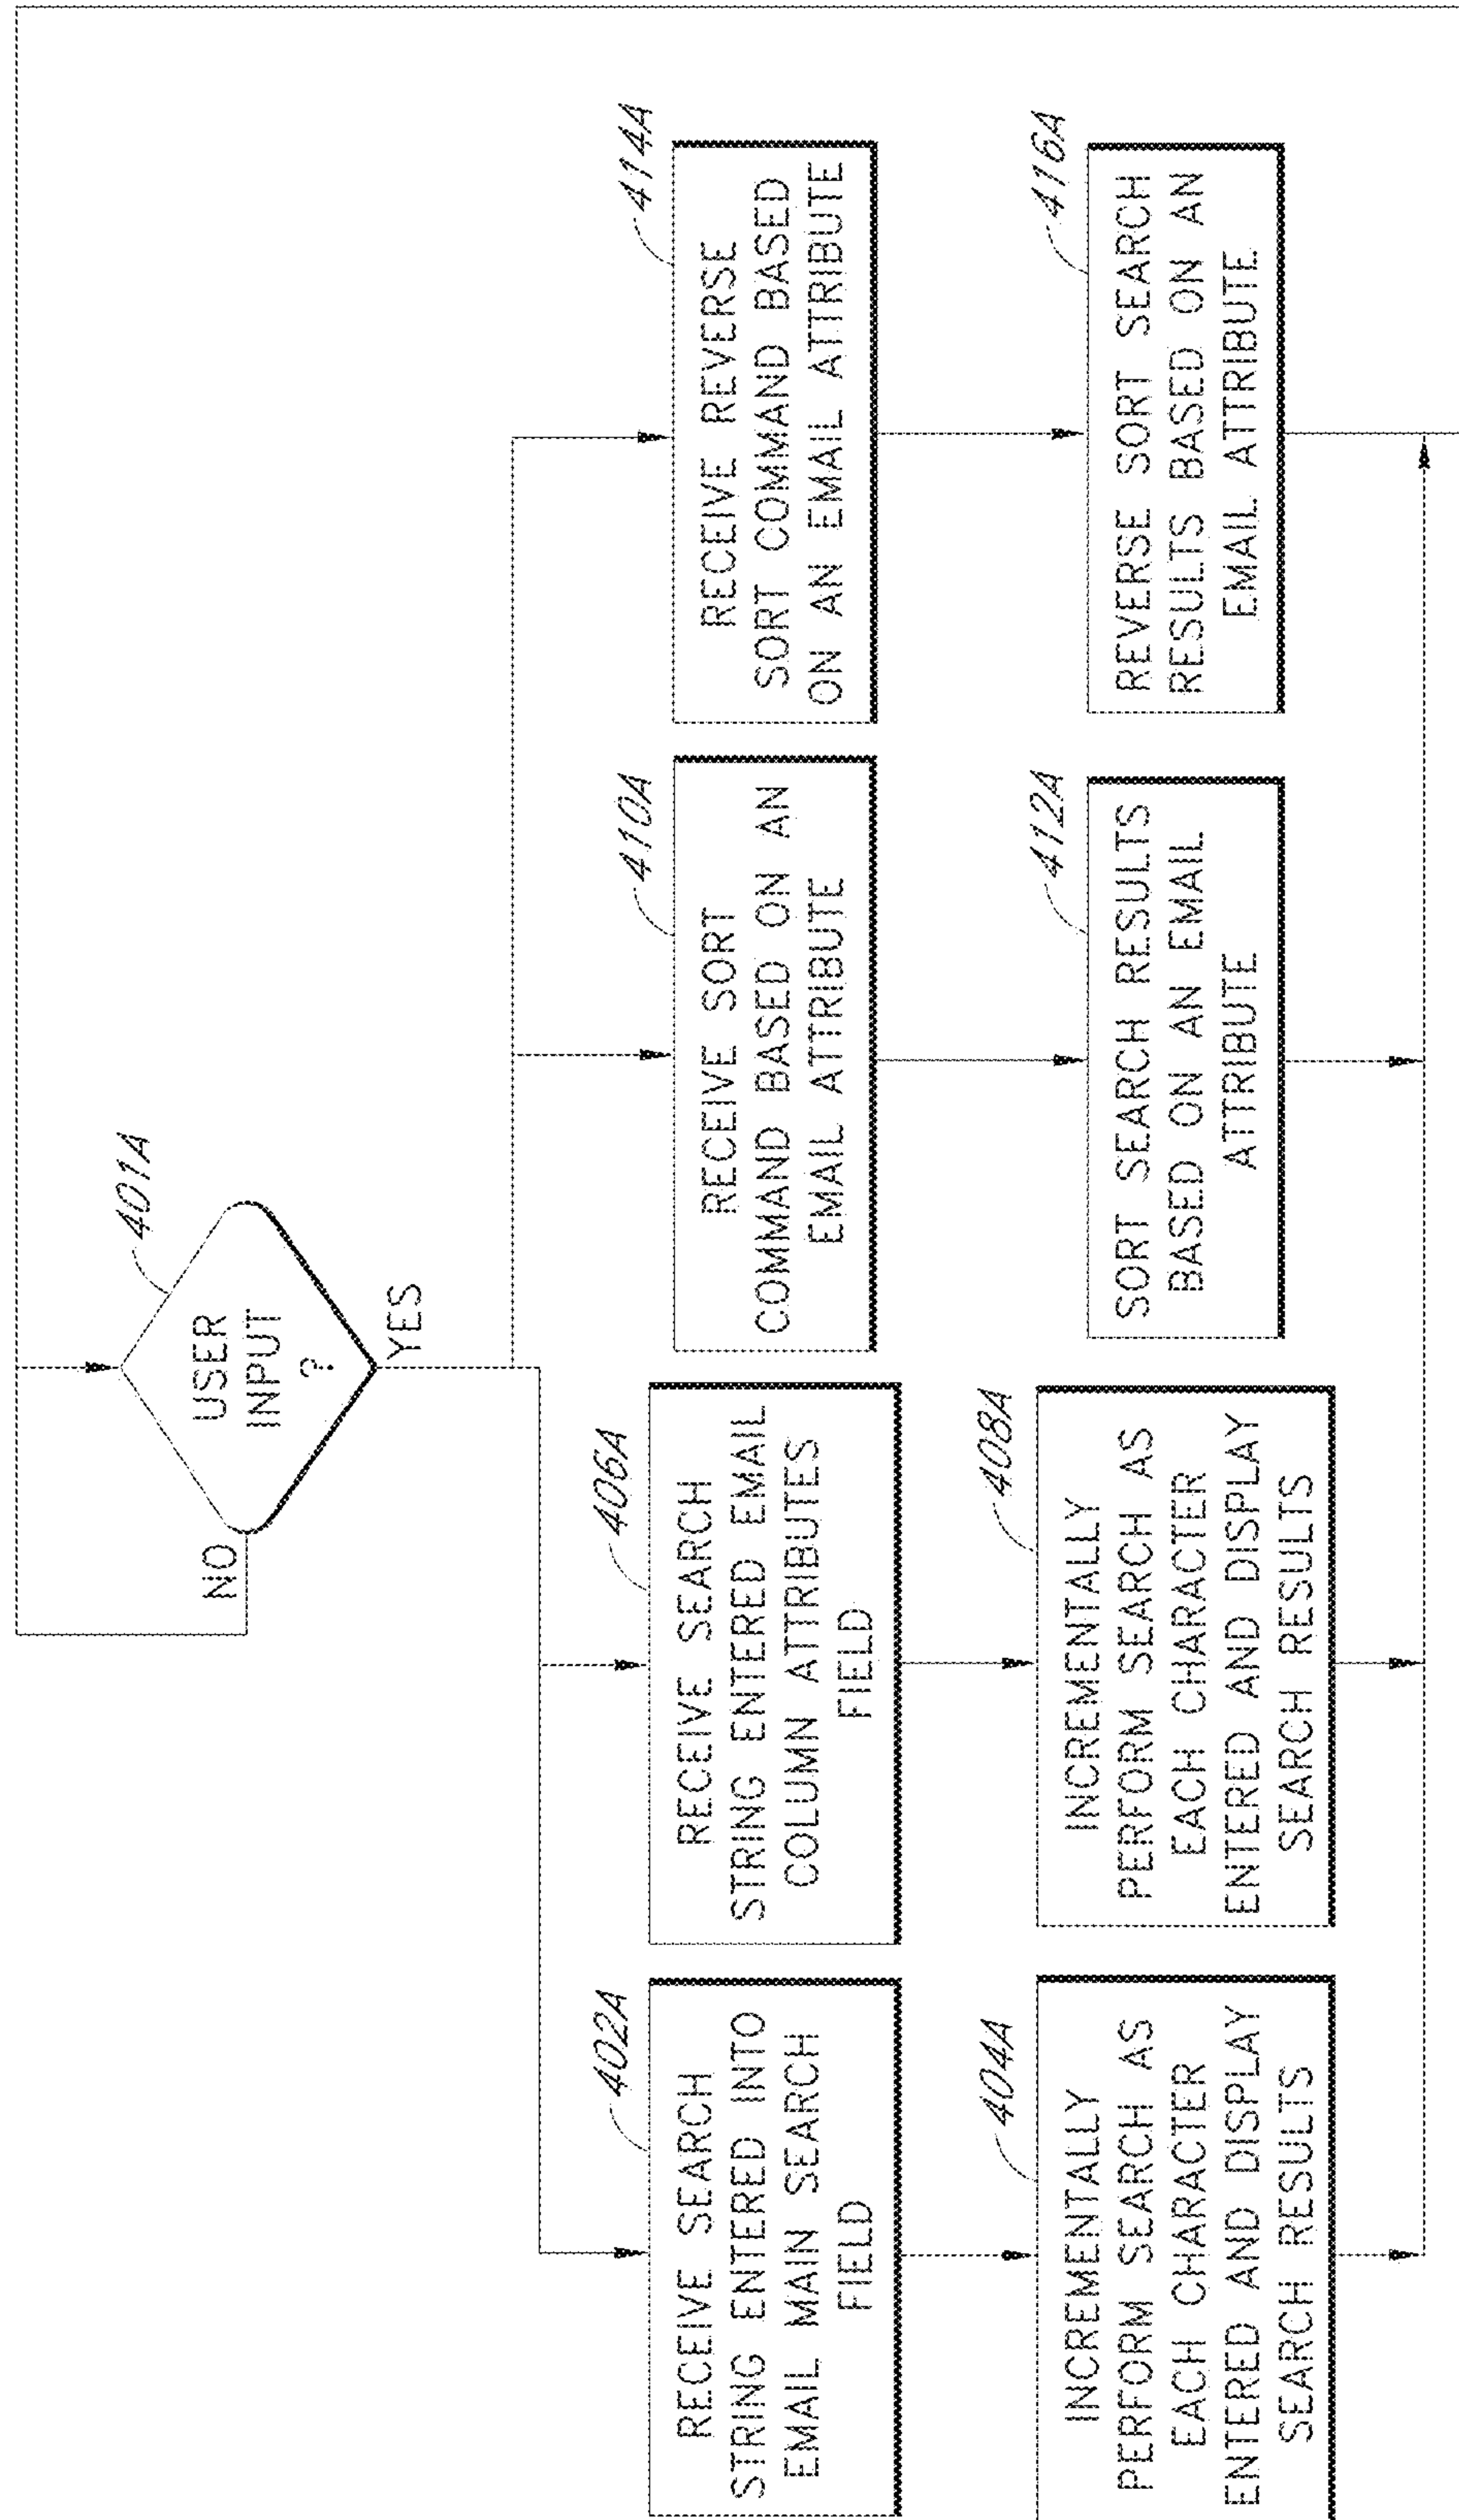 401A
USER
INPUT
?
NO
YES
402A
RECEIVE SEARCH
STRING ENTERED INTO
EMAIL MAIN SEARCH
FIELD
406A
RECEIVE SEARCH
STRING ENTERED EMAIL
COLUMN ATTRIBUTES
FIELD
410A
RECEIVE SORT
COMMAND BASED ON AN
EMAIL ATTRIBUTE
414A
RECEIVE REVERSE
SORT COMMAND BASED
ON AN EMAIL ATTRIBUTE
404A
INCREMENTALLY
PERFORM SEARCH AS
EACH CHARACTER
ENTERED AND DISPLAY
SEARCH RESULTS
408A
INCREMENTALLY
PERFORM SEARCH AS
EACH CHARACTER
ENTERED AND DISPLAY
SEARCH RESULTS
412A
SORT SEARCH RESULTS
BASED ON AN EMAIL
ATTRIBUTE
416A
REVERSE SORT SEARCH
RESULTS BASED ON AN
EMAIL ATTRIBUTE